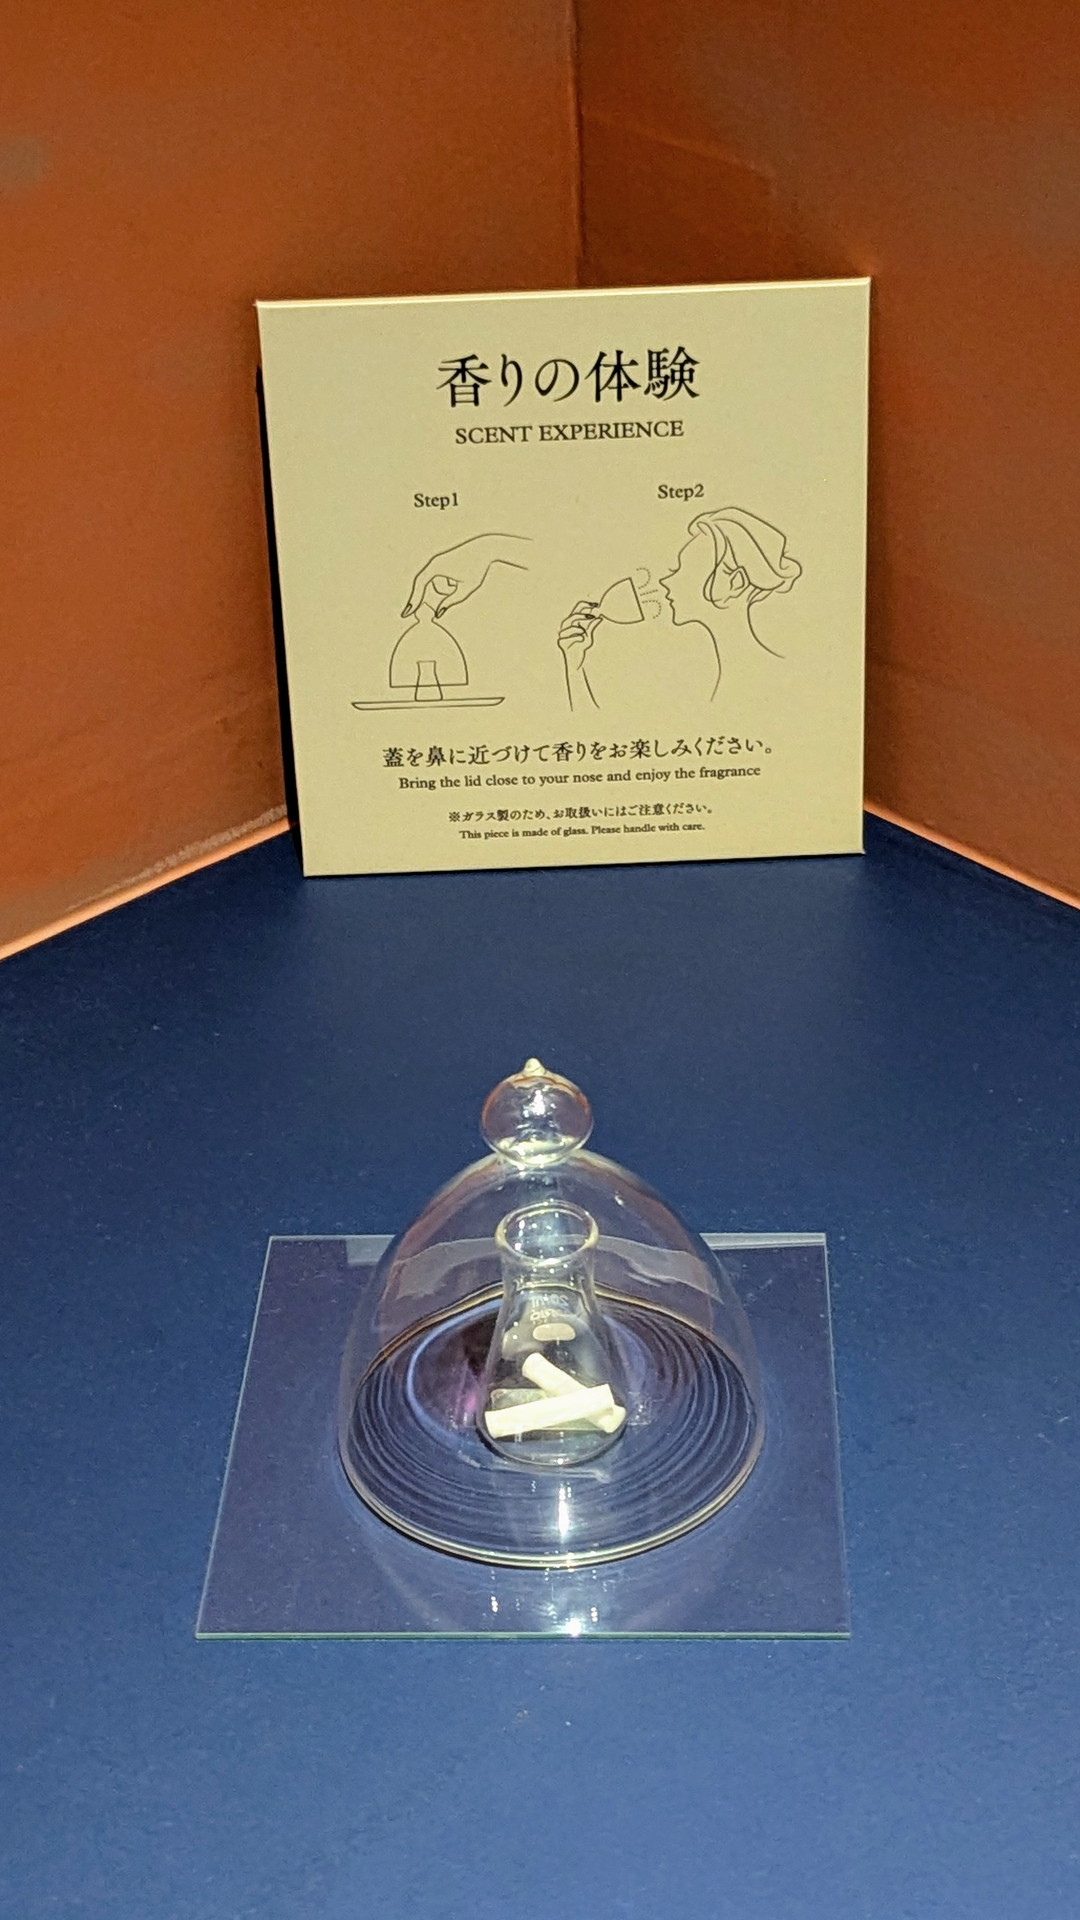 香りの体験
SCENT EXPERIENCE
Step1
Step2
蓋を鼻に近づけて香りをお楽しみください。
Bring the lid close to your nose and enjoy the fragrance
※ガラス製のため、お取扱いにはご注意ください。
This piece is made of glass. Please handle with care.